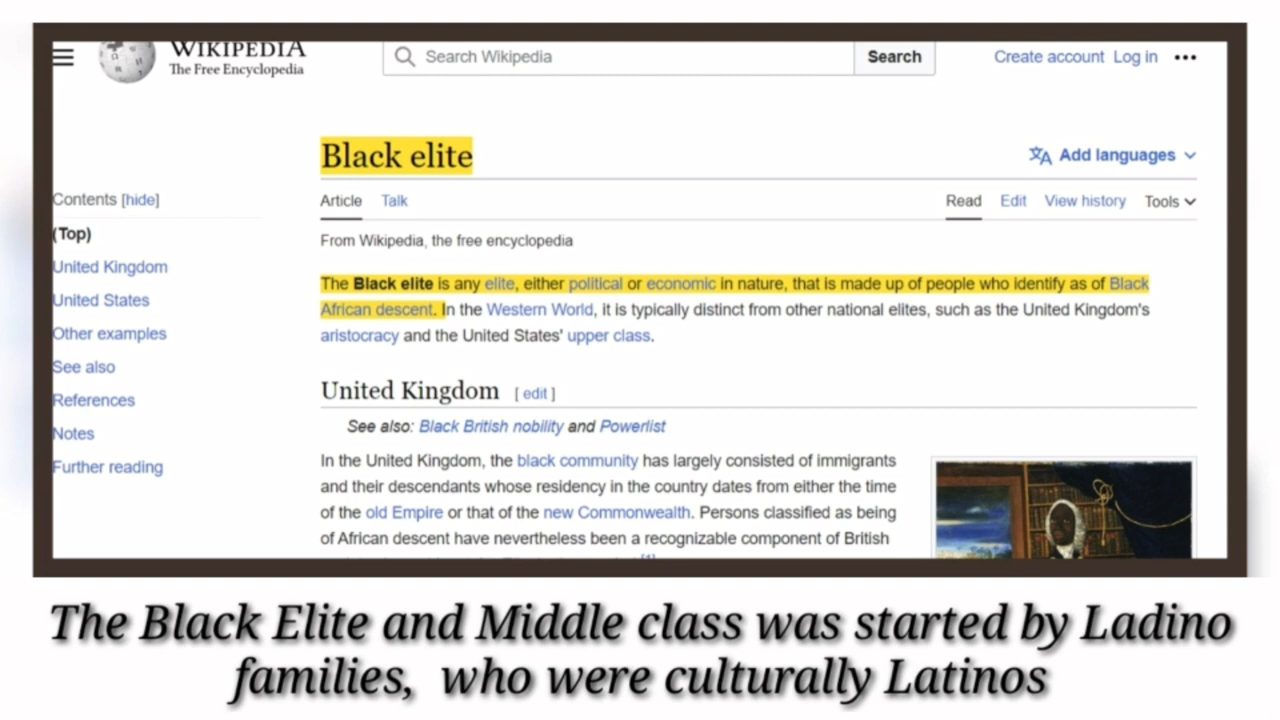 WIKIPEDIA
The Free Encyclopedia
Search Wikipedia
Search
Create account Log in
Black elite
Add languages
Contents [hide]
(Top)
United Kingdom
United States
Other examples
See also
References
Notes
Further reading
Article Talk
Read Edit View history Tools
From Wikipedia, the free encyclopedia
The Black elite is any elite, either political or economic in nature, that is made up of people who identify as of Black
African descent. In the Western World, it is typically distinct from other national elites, such as the United Kingdom's
aristocracy and the United States' upper class.
United Kingdom [ edit ]
See also: Black British nobility and Powerlist
In the United Kingdom, the black community has largely consisted of immigrants
and their descendants whose residency in the country dates from either the time
of the old Empire or that of the new Commonwealth. Persons classified as being
of African descent have nevertheless been a recognizable component of British
The Black Elite and Middle class was started by Ladino
families, who were culturally Latinos